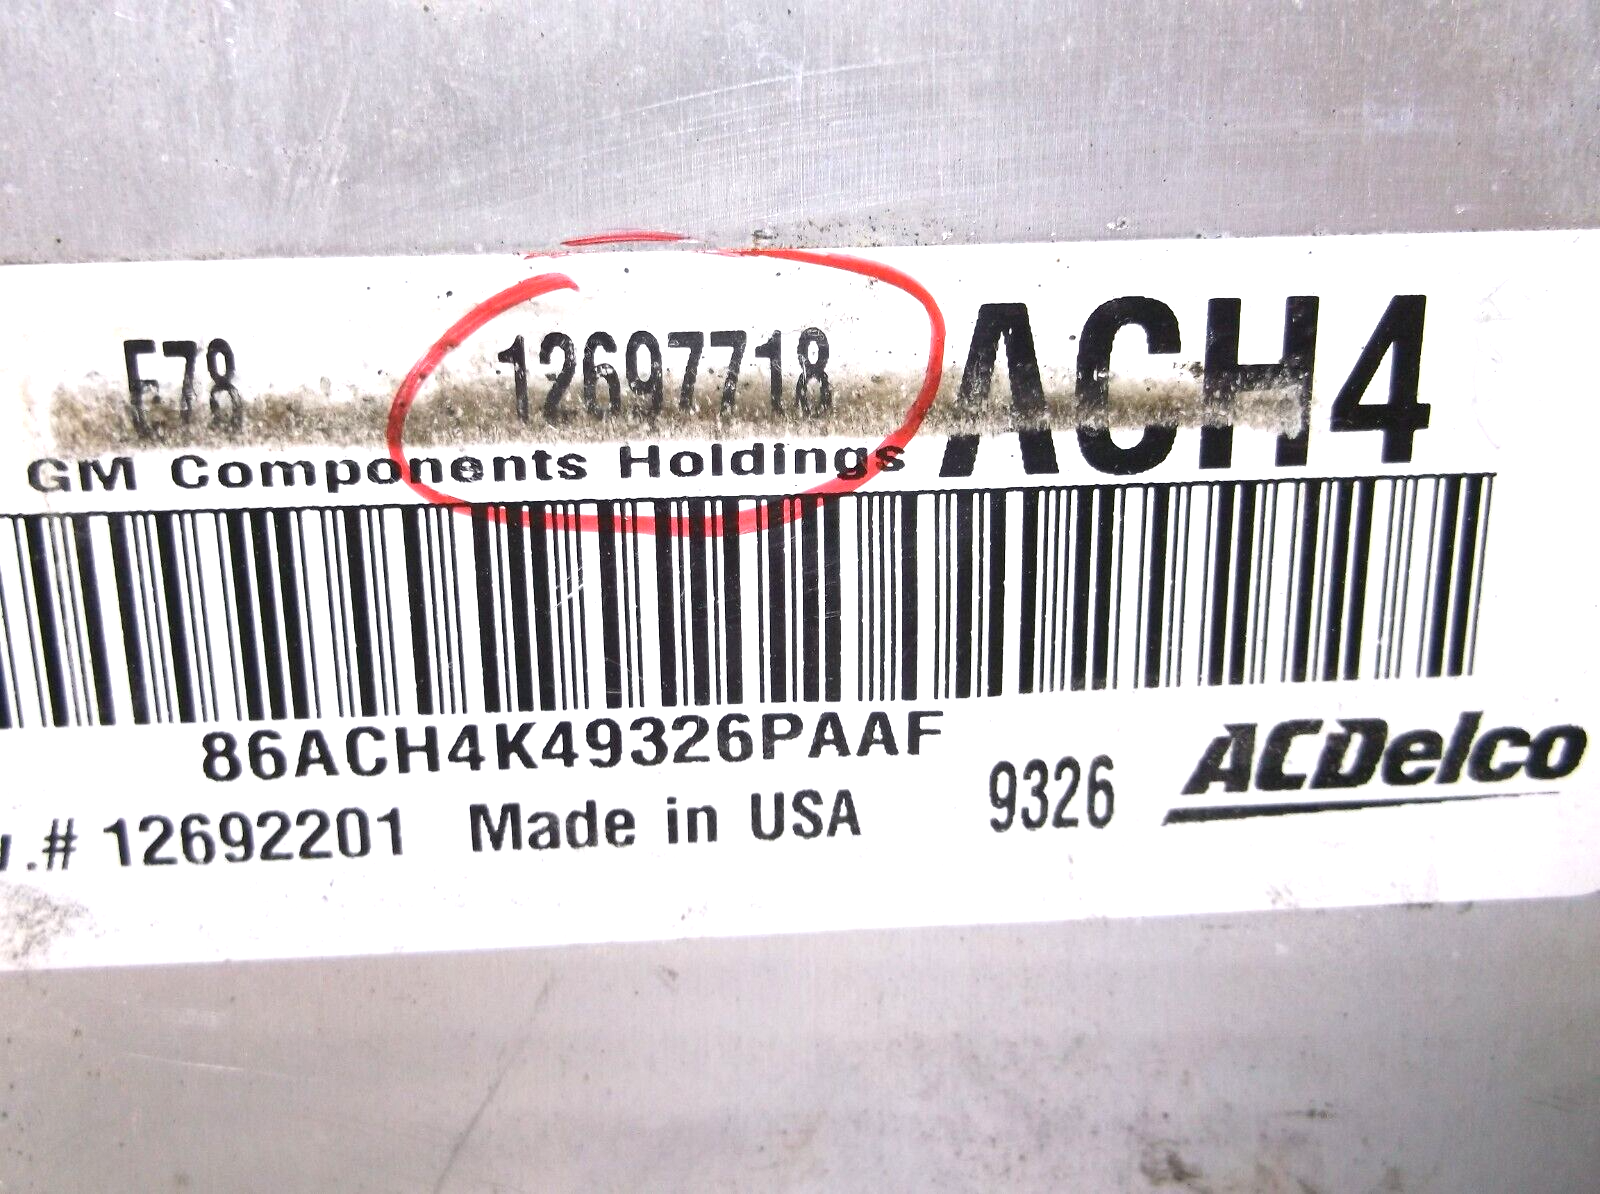 E78 12697718 ACH4
GM Components Holdings
86ACH4K49326PAAF
.# 12692201 Made in USA 9326 ACDelco